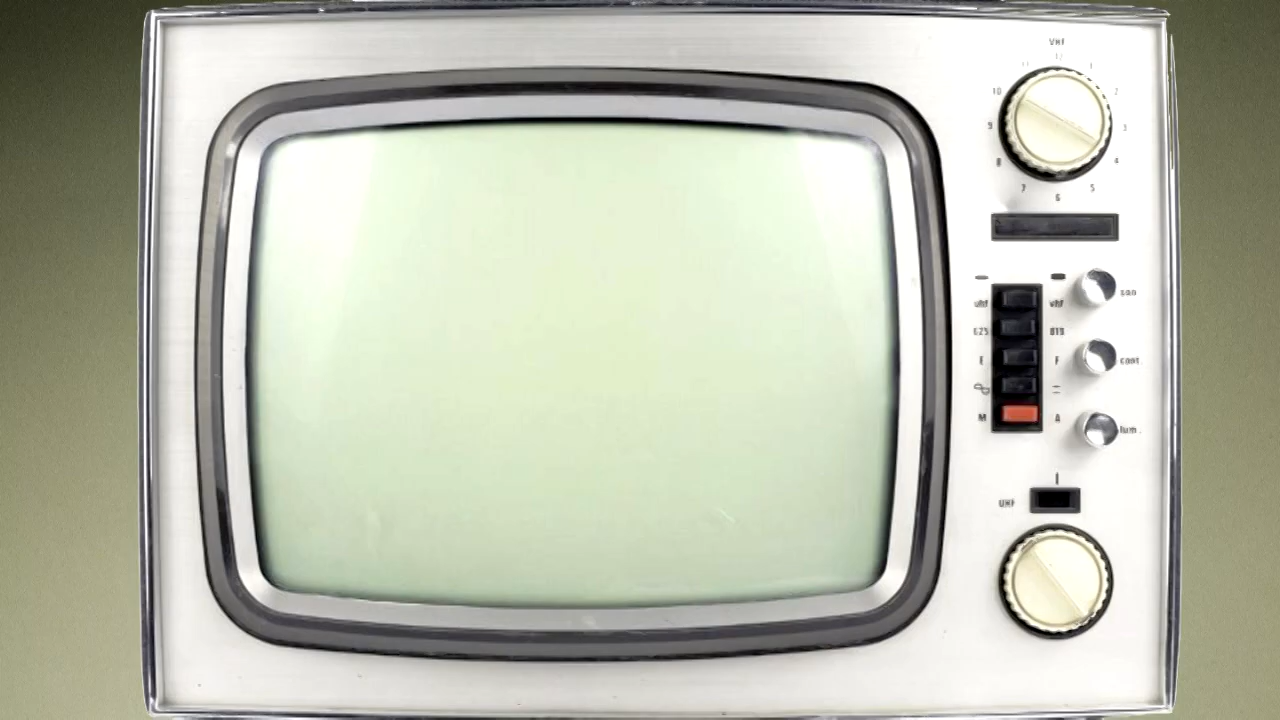 VHF
12
11 1
10 2
9 3
8 4
7 5
6
son
UHF VHF
625 819
E F
cont.
M A
lum.
UHF